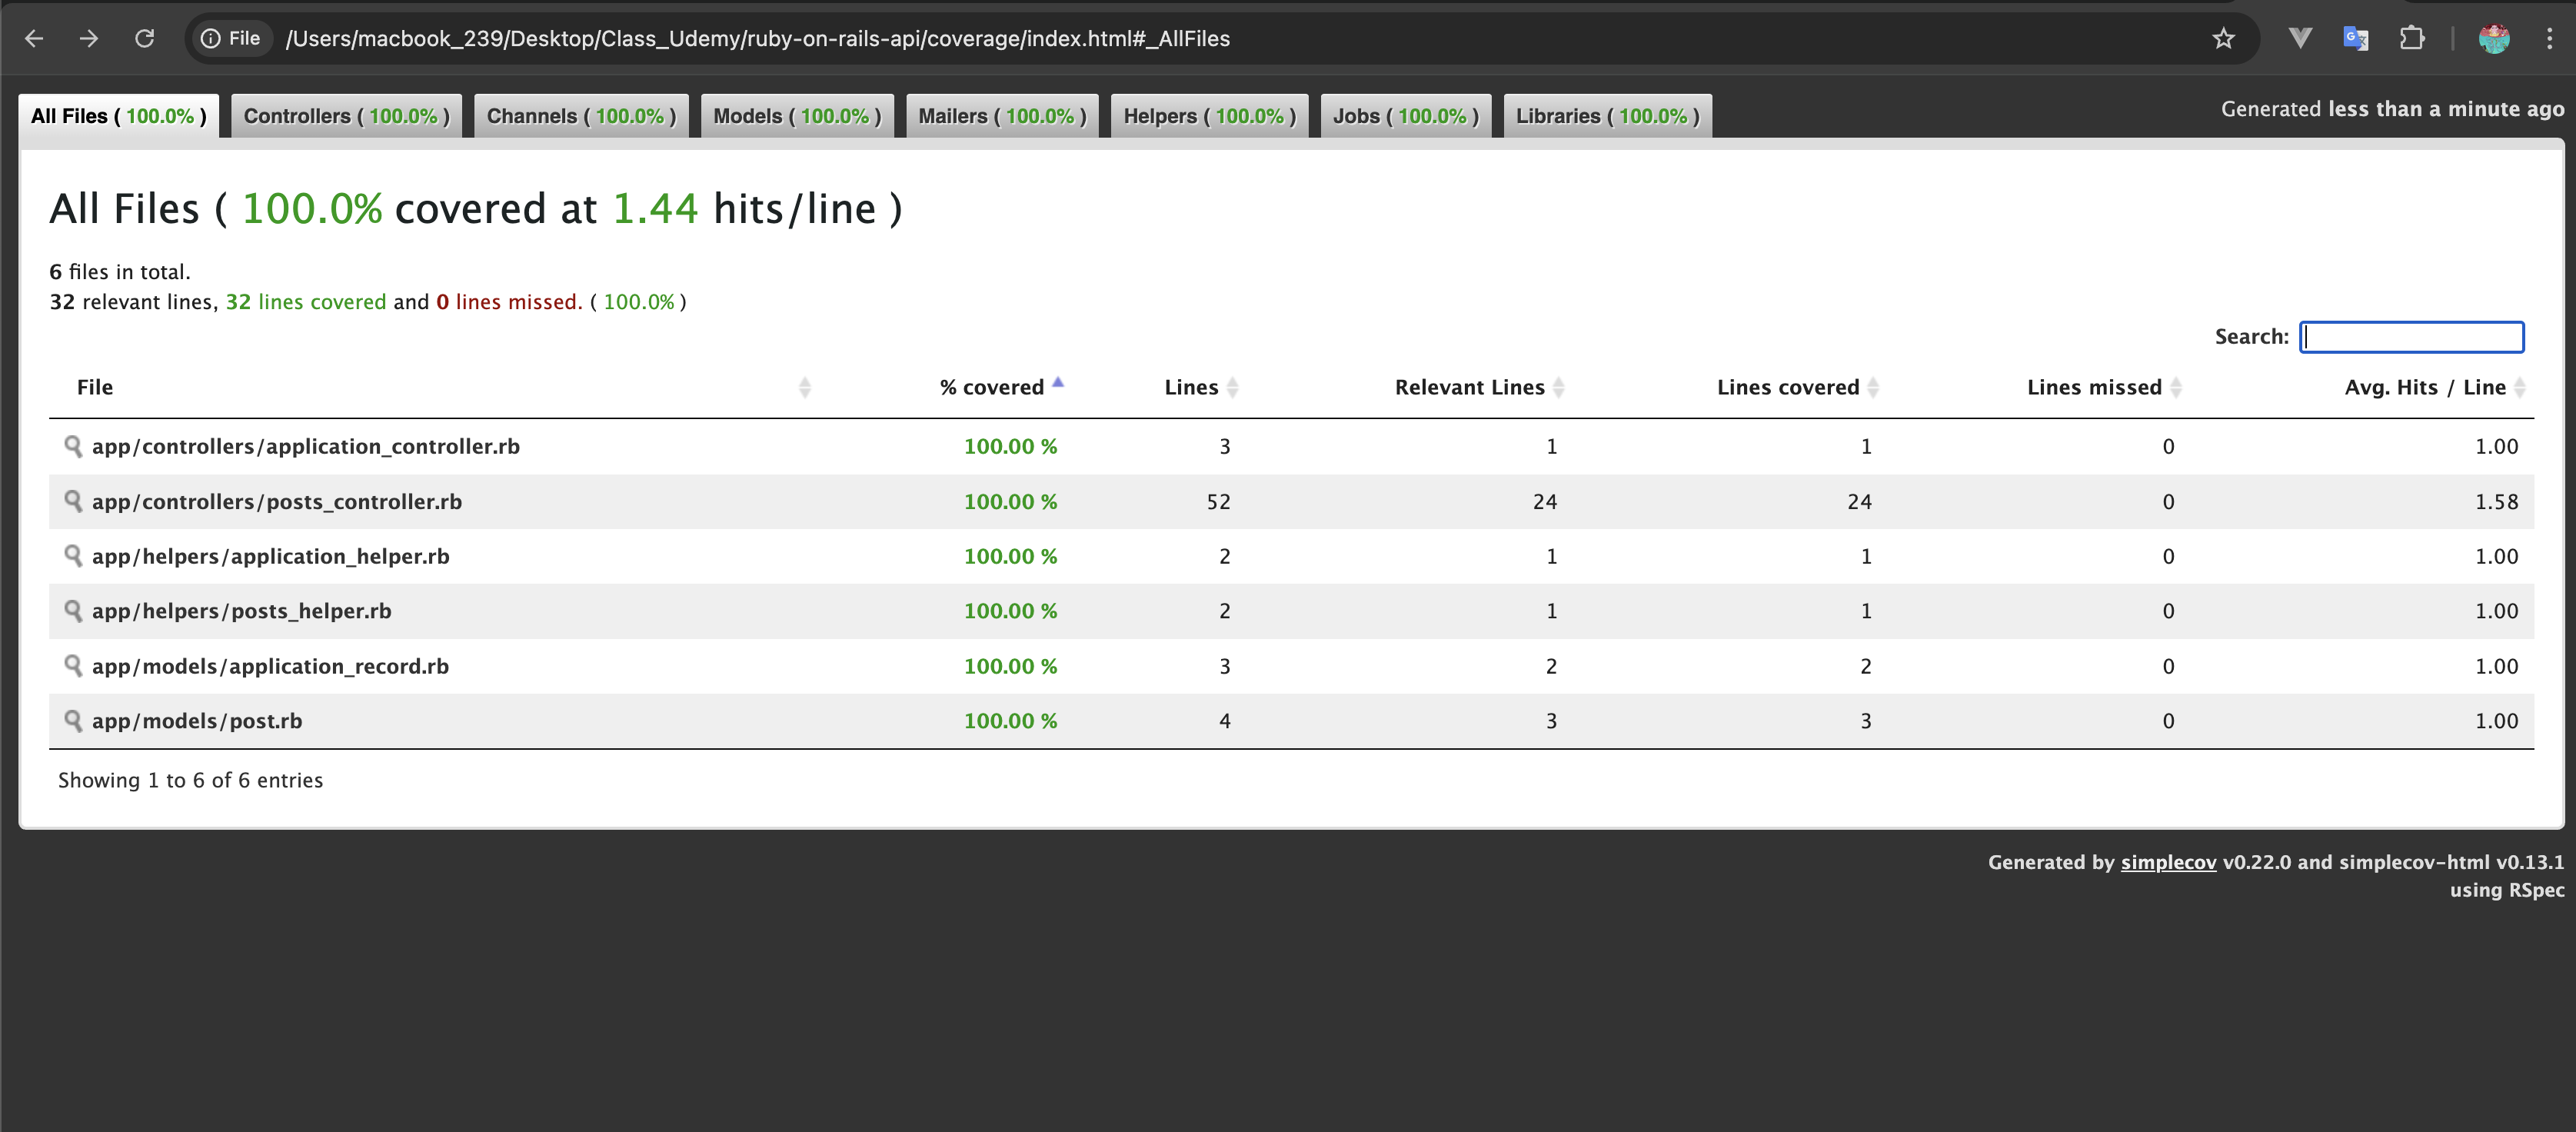 File /Users/macbook_239/Desktop/Class_Udemy/ruby-on-rails-api/coverage/index.html#_AllFiles
All Files ( 100.0% ) Controllers ( 100.0% ) Channels ( 100.0% ) Models ( 100.0% ) Mailers ( 100.0% ) Helpers ( 100.0% ) Jobs ( 100.0% ) Libraries ( 100.0% ) Generated less than a minute ago
All Files ( 100.0% covered at 1.44 hits/line )
6 files in total.
32 relevant lines, 32 lines covered and 0 lines missed. ( 100.0% )
Search:
File % covered Lines Relevant Lines Lines covered Lines missed Avg. Hits / Line
app/controllers/application_controller.rb 100.00 % 3 1 1 0 1.00
app/controllers/posts_controller.rb 100.00 % 52 24 24 0 1.58
app/helpers/application_helper.rb 100.00 % 2 1 1 0 1.00
app/helpers/posts_helper.rb 100.00 % 2 1 1 0 1.00
app/models/application_record.rb 100.00 % 3 2 2 0 1.00
app/models/post.rb 100.00 % 4 3 3 0 1.00
Showing 1 to 6 of 6 entries
Generated by simplecov v0.22.0 and simplecov-html v0.13.1
using RSpec